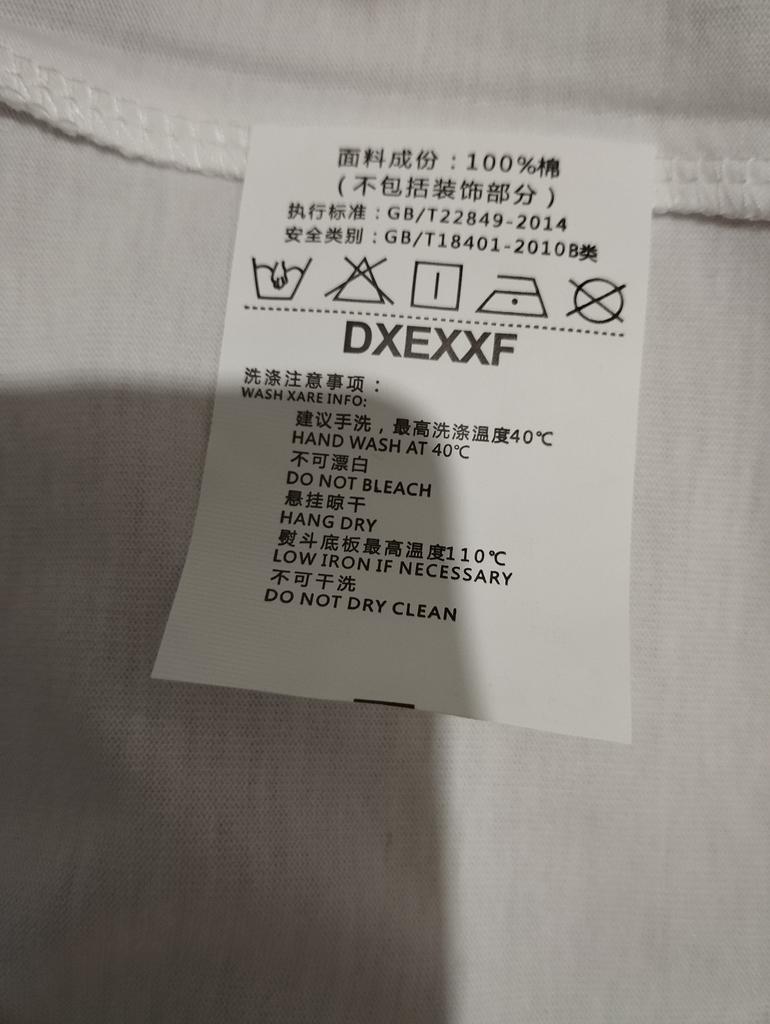 面料成份：100%棉
（不包括装饰部分）
执行标准：GB/T22849-2014
安全类别：GB/T18401-2010B类
DXEXXF
洗涤注意事项：
WASH XARE INFO:
建议手洗，最高洗涤温度40℃
HAND WASH AT 40℃
不可漂白
DO NOT BLEACH
悬挂晾干
HANG DRY
熨斗底板最高温度110℃
LOW IRON IF NECESSARY
不可干洗
DO NOT DRY CLEAN